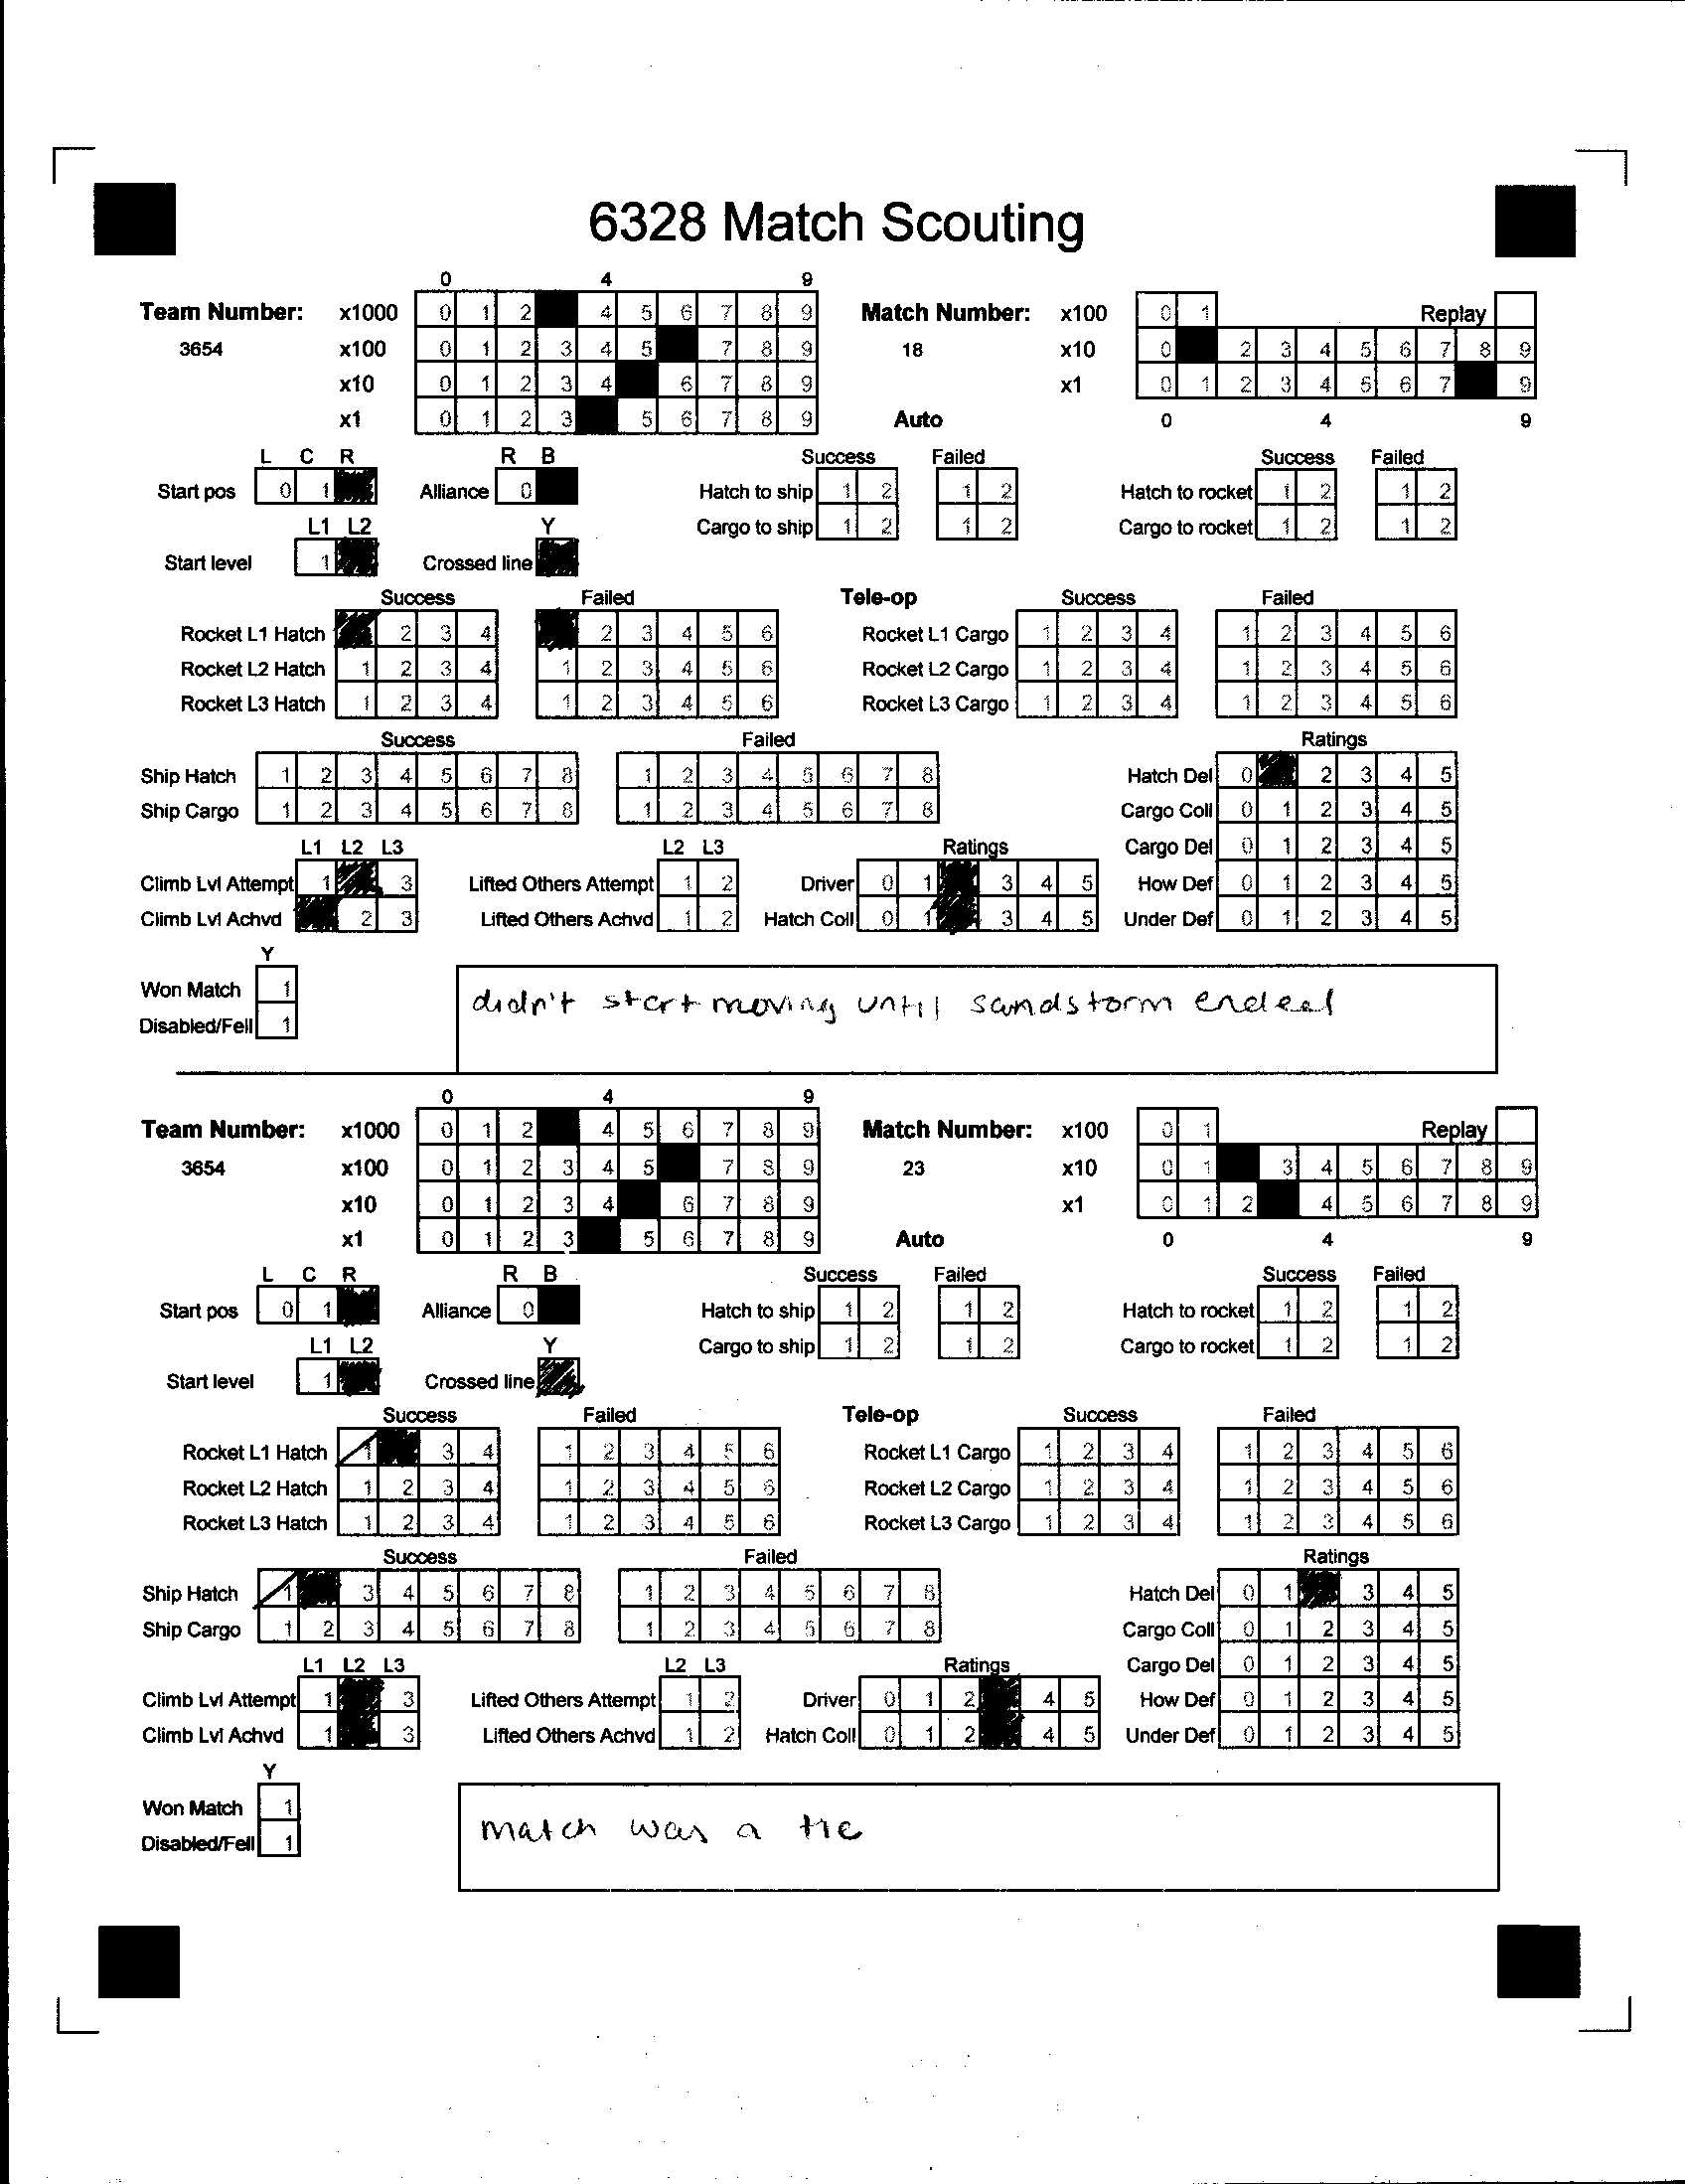 6328 Match Scouting
0 4 9
Team Number: x1000 0 1 2 4 5 6 7 8 9 Match Number: x100 0 1 Replay
3654 x100 0 1 2 3 4 5 7 8 9 18 x10 0 2 3 4 5 6 7 8 9
x10 0 1 2 3 4 6 7 8 9 x1 0 1 2 3 4 5 6 7 9
x1 0 1 2 3 5 6 7 8 9 Auto 0 4 9
L C R R B Success Failed Success Failed
Start pos 0 1 Alliance 0 Hatch to ship 1 2 1 2 Hatch to rocket 1 2 1 2
L1 L2 Y Cargo to ship 1 2 1 2 Cargo to rocket 1 2 1 2
Start level 1 Crossed line
Success Failed Tele-op Success Failed
Rocket L1 Hatch 2 3 4 2 3 4 5 6 Rocket L1 Cargo 1 2 3 4 1 2 3 4 5 6
Rocket L2 Hatch 1 2 3 4 1 2 3 4 5 6 Rocket L2 Cargo 1 2 3 4 1 2 3 4 5 6
Rocket L3 Hatch 1 2 3 4 1 2 3 4 5 6 Rocket L3 Cargo 1 2 3 4 1 2 3 4 5 6
Success Failed Ratings
Ship Hatch 1 2 3 4 5 6 7 8 1 2 3 4 5 6 7 8 Hatch Del 0 2 3 4 5
Ship Cargo 1 2 3 4 5 6 7 8 1 2 3 4 5 6 7 8 Cargo Coll 0 1 2 3 4 5
L1 L2 L3 L2 L3 Ratings Cargo Del 0 1 2 3 4 5
Climb Lvl Attempt 1 3 Lifted Others Attempt 1 2 Driver 0 1 3 4 5 How Def 0 1 2 3 4 5
Climb Lvl Achvd 2 3 Lifted Others Achvd 1 2 Hatch Coll 0 1 3 4 5 Under Def 0 1 2 3 4 5
Y
Won Match 1
didn't start moving until sandstorm ended
Disabled/Fell 1
0 4 9
Team Number: x1000 0 1 2 4 5 6 7 8 9 Match Number: x100 0 1 Replay
3654 x100 0 1 2 3 4 5 7 8 9 23 x10 0 1 3 4 5 6 7 8 9
x10 0 1 2 3 4 6 7 8 9 x1 0 1 2 4 5 6 7 8 9
x1 0 1 2 3 5 6 7 8 9 Auto 0 4 9
L C R R B Success Failed Success Failed
Start pos 0 1 Alliance 0 Hatch to ship 1 2 1 2 Hatch to rocket 1 2 1 2
L1 L2 Y Cargo to ship 1 2 1 2 Cargo to rocket 1 2 1 2
Start level 1 Crossed line
Success Failed Tele-op Success Failed
Rocket L1 Hatch 1 3 4 1 2 3 4 5 6 Rocket L1 Cargo 1 2 3 4 1 2 3 4 5 6
Rocket L2 Hatch 1 2 3 4 1 2 3 4 5 6 Rocket L2 Cargo 1 2 3 4 1 2 3 4 5 6
Rocket L3 Hatch 1 2 3 4 1 2 3 4 5 6 Rocket L3 Cargo 1 2 3 4 1 2 3 4 5 6
Success Failed Ratings
Ship Hatch 1 3 4 5 6 7 8 1 2 3 4 5 6 7 8 Hatch Del 0 1 3 4 5
Ship Cargo 1 2 3 4 5 6 7 8 1 2 3 4 5 6 7 8 Cargo Coll 0 1 2 3 4 5
L1 L2 L3 L2 L3 Ratings Cargo Del 0 1 2 3 4 5
Climb Lvl Attempt 1 3 Lifted Others Attempt 1 2 Driver 0 1 2 4 5 How Def 0 1 2 3 4 5
Climb Lvl Achvd 1 3 Lifted Others Achvd 1 2 Hatch Coll 0 1 2 4 5 Under Def 0 1 2 3 4 5
Y
Won Match 1
match was a tie
Disabled/Fell 1